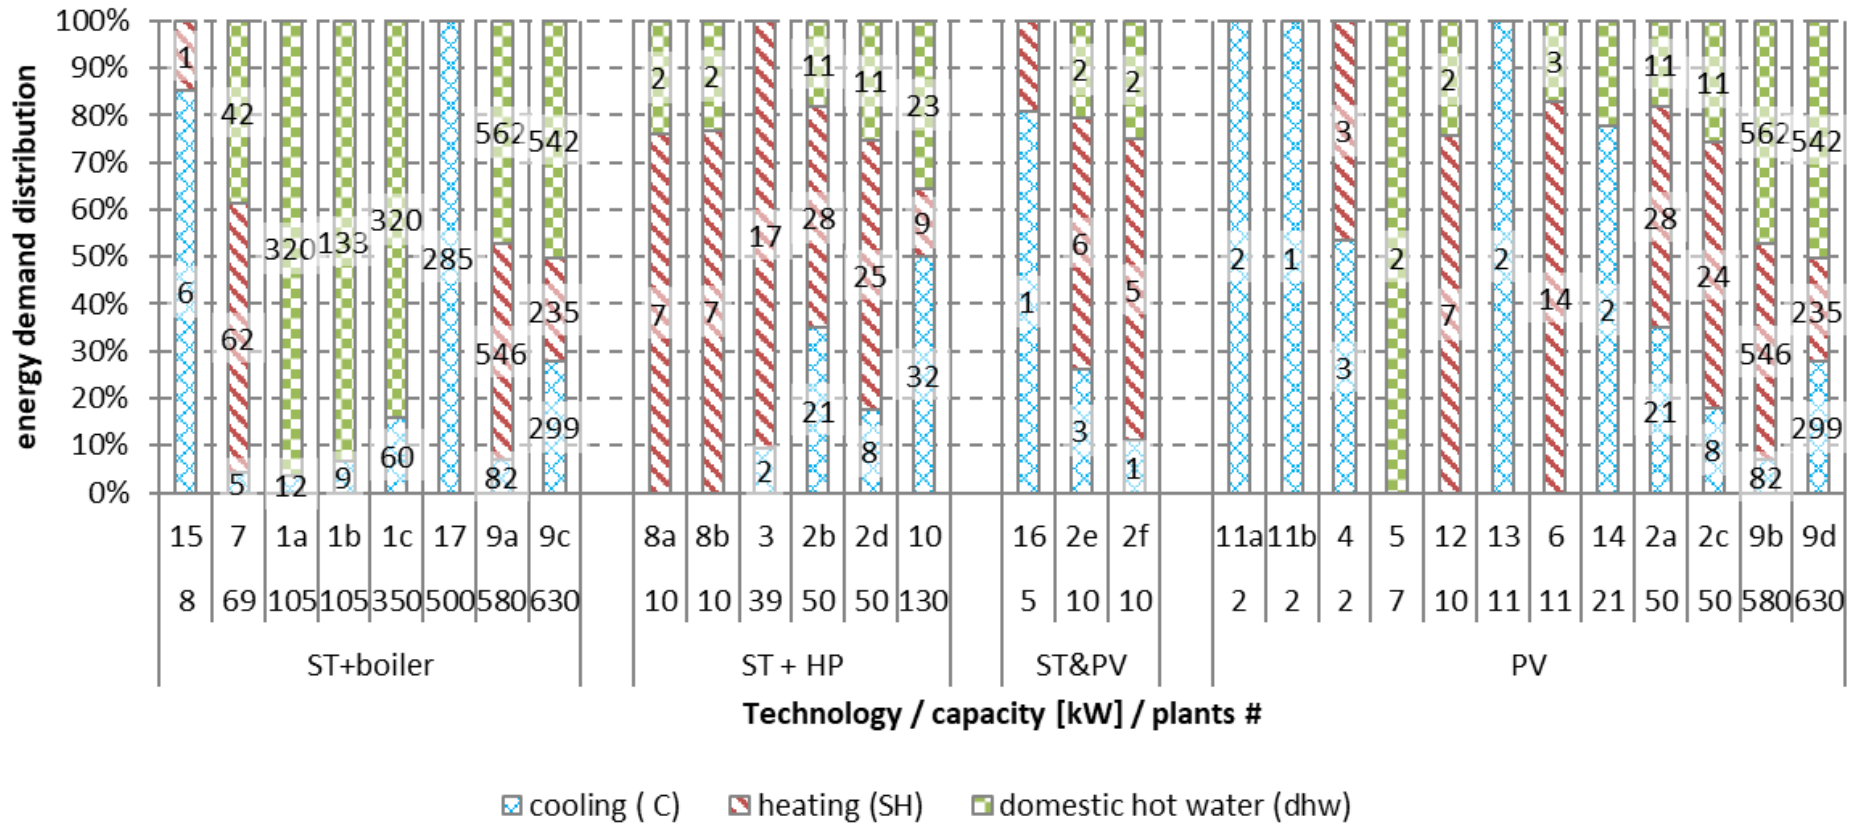 energy demand distribution
100%
90%
80%
70%
60%
50%
40%
30%
20%
10%
0%
1 2 2 11 11 23 2 2 2 3 11 11
42 562 542 3 562 542
320 133 320 285 17 28 9 6 2 1 2 2 28
6 62 546 235 7 7 25 1 5 7 14 2 24 546 235
5 12 9 60 82 299 2 21 8 32 3 1 3 21 8 82 299
15 7 1a 1b 1c 17 9a 9c 8a 8b 3 2b 2d 10 16 2e 2f 11a 11b 4 5 12 13 6 14 2a 2c 9b 9d
8 69 105 105 350 500 580 630 10 10 39 50 50 130 5 10 10 2 2 2 7 10 11 11 21 50 50 580 630
ST+boiler ST + HP ST&PV PV
Technology / capacity [kW] / plants #
cooling ( C) heating (SH) domestic hot water (dhw)